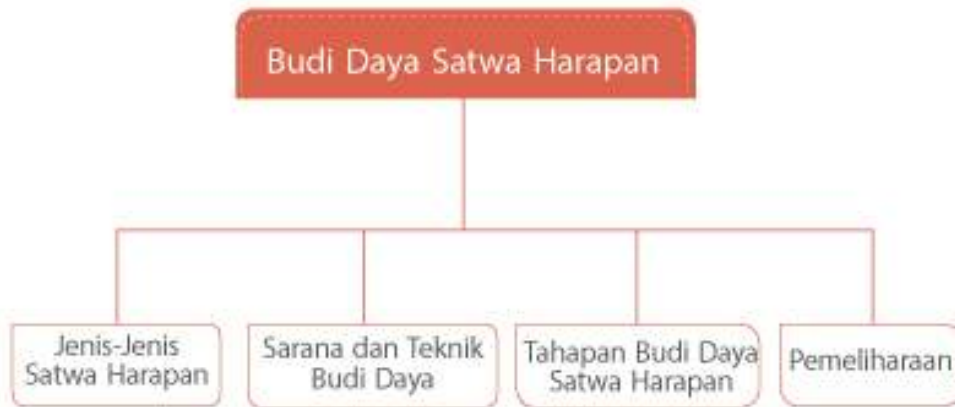 Budi Daya Satwa Harapan
Jenis-Jenis
Satwa Harapan
Sarana dan Teknik
Budi Daya
Tahapan Budi Daya
Satwa Harapan
Pemeliharaan